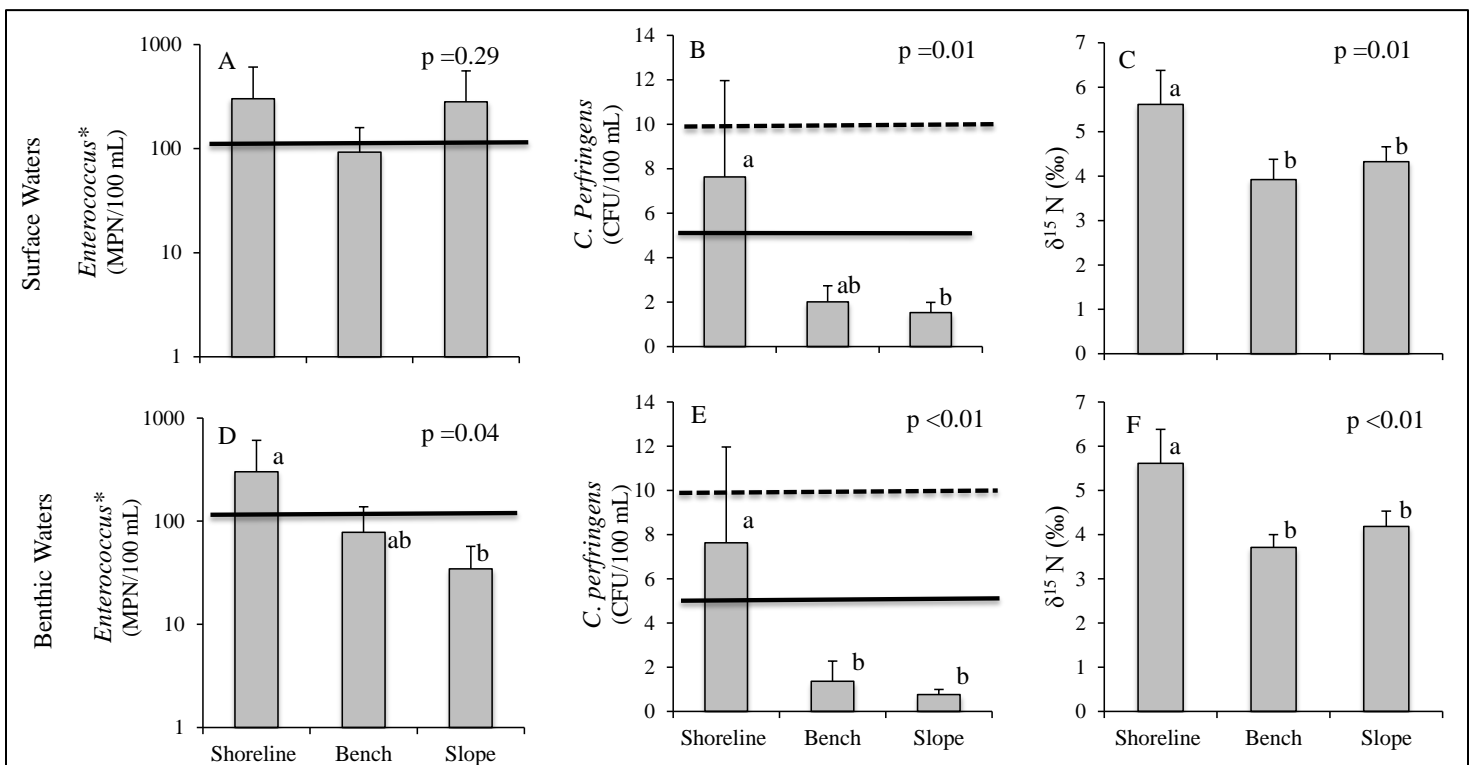 Surface Waters
Enterococcus*
(MPN/100 mL)
1000
100
10
1
A
p =0.29
C. Perfringens
(CFU/100 mL)
14
12
10
8
6
4
2
0
B
p =0.01
a
ab
b
δ15 N (‰)
7
6
5
4
3
2
1
0
C
p =0.01
a
b
b
Benthic Waters
Enterococcus*
(MPN/100 mL)
1000
100
10
1
D
p =0.04
a
ab
b
Shoreline Bench Slope
C. perfringens
(CFU/100 mL)
14
12
10
8
6
4
2
0
E
p <0.01
a
b
b
Shoreline Bench Slope
δ15 N (‰)
7
6
5
4
3
2
1
0
F
p <0.01
a
b
b
Shoreline Bench Slope